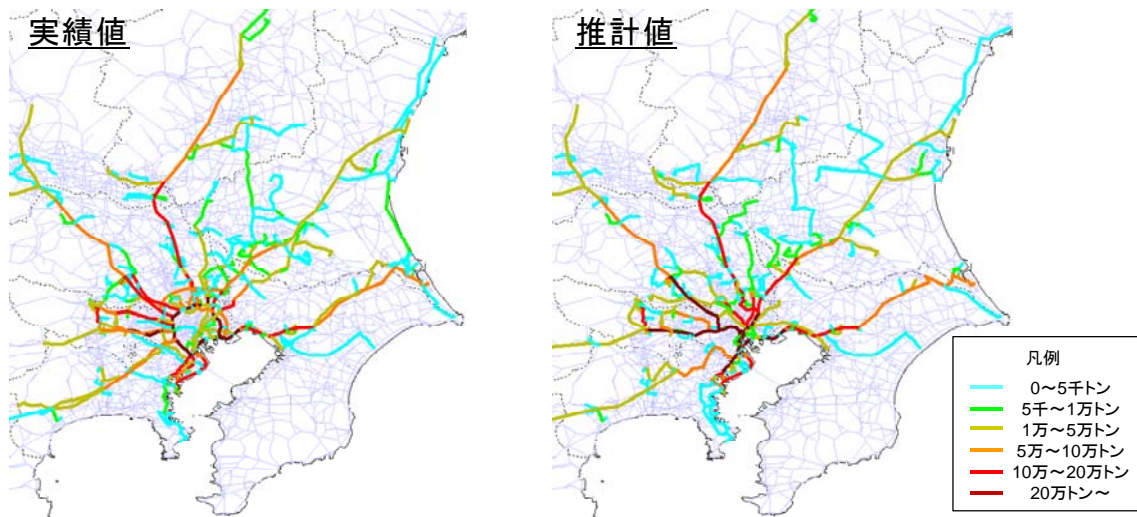 実績値
推計値
凡例
0～5千トン
5千～1万トン
1万～5万トン
5万～10万トン
10万～20万トン
20万トン～